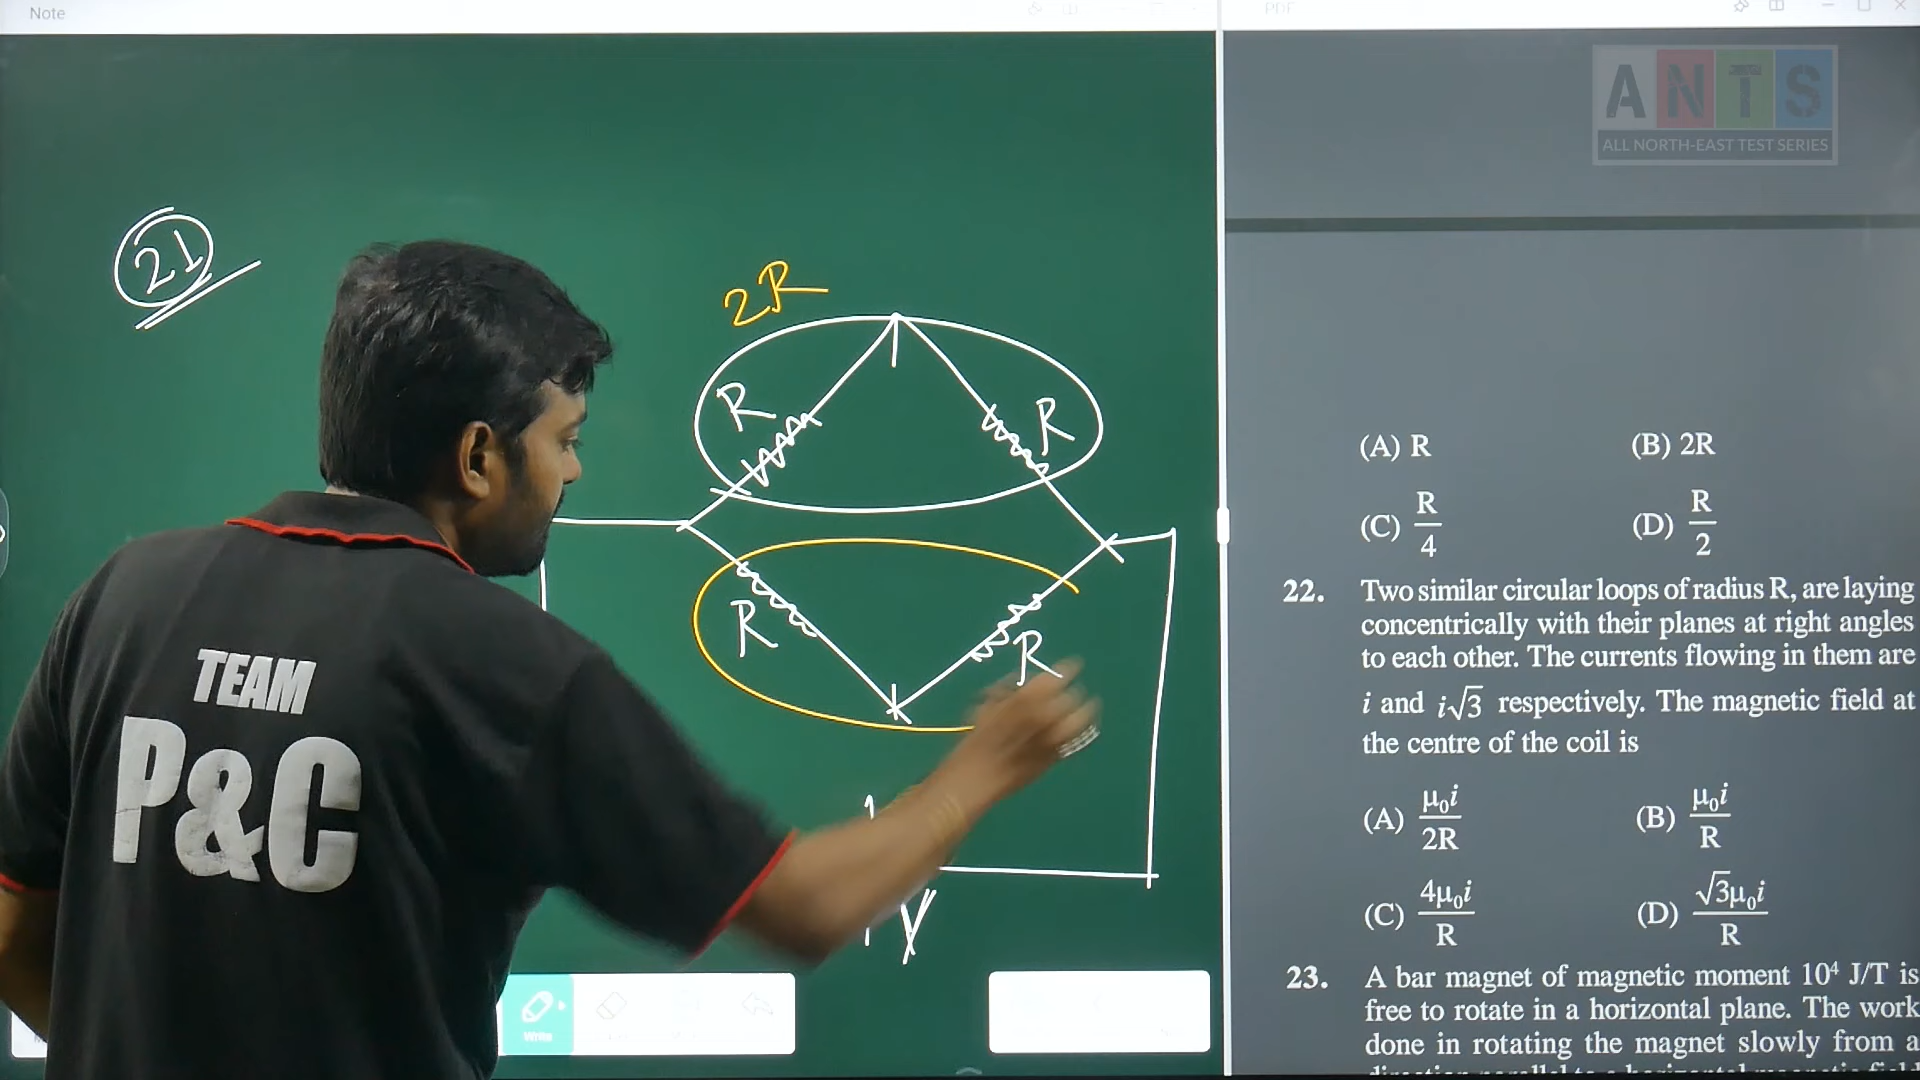 Note
PDF
ANTS
ALL NORTH-EAST TEST SERIES
21
2R
R
R
R
R
V
TEAM
P&C
Write
(A) R
(B) 2R
(C) R/4
(D) R/2
22. Two similar circular loops of radius R, are laying
concentrically with their planes at right angles
to each other. The currents flowing in them are
i and i√3 respectively. The magnetic field at
the centre of the coil is
(A) μ₀i/2R
(B) μ₀i/R
(C) 4μ₀i/R
(D) √3μ₀i/R
23. A bar magnet of magnetic moment 10⁴ J/T is
free to rotate in a horizontal plane. The work
done in rotating the magnet slowly from a